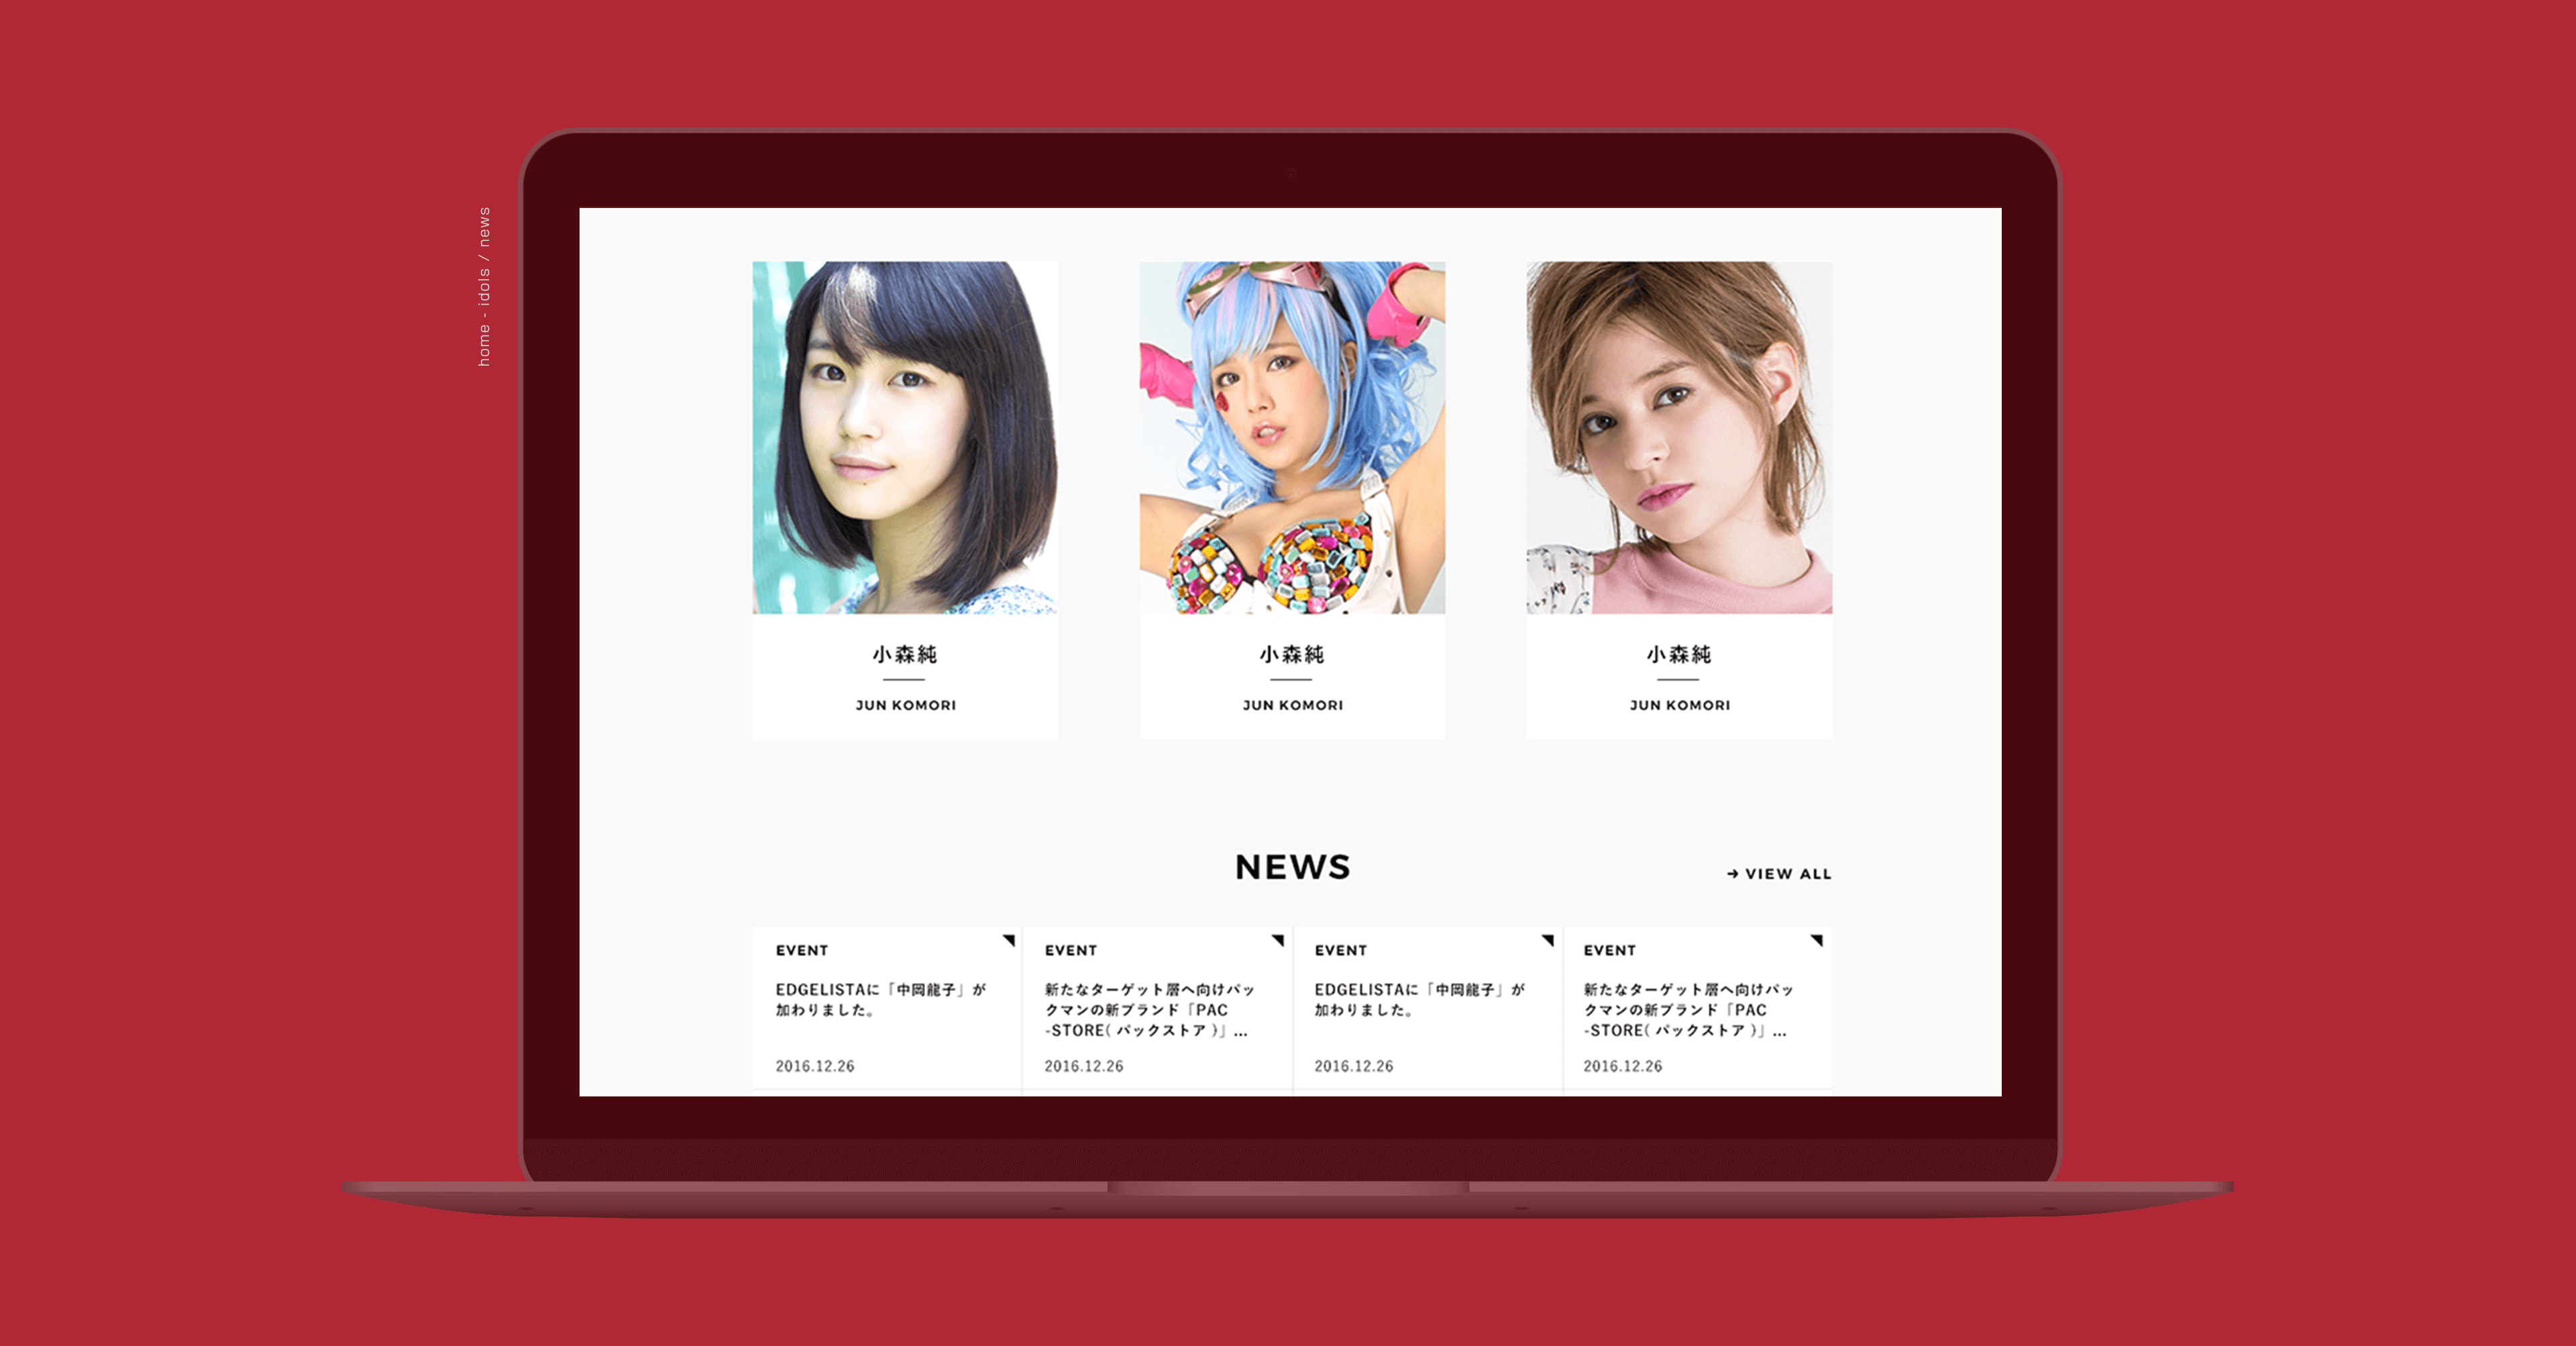 home - idols / news
小森純
JUN KOMORI
小森純
JUN KOMORI
小森純
JUN KOMORI
NEWS
➔ VIEW ALL
EVENT
EDGELISTAに「中岡龍子」が
加わりました。
2016.12.26
EVENT
新たなターゲット層へ向けパッ
クマンの新ブランド「PAC
-STORE( パックストア )」...
2016.12.26
EVENT
EDGELISTAに「中岡龍子」が
加わりました。
2016.12.26
EVENT
新たなターゲット層へ向けパッ
クマンの新ブランド「PAC
-STORE( パックストア )」...
2016.12.26